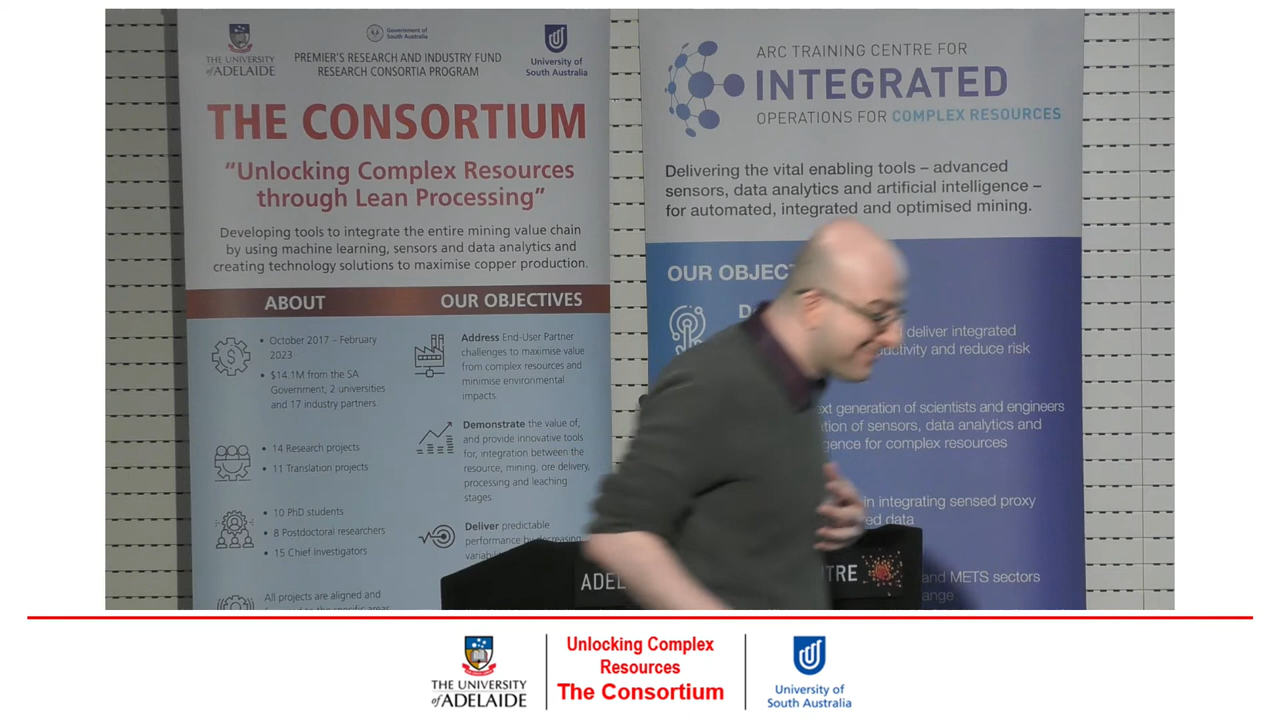 THE UNIVERSITY
of ADELAIDE
Government of
South Australia
PREMIER'S RESEARCH AND INDUSTRY FUND
RESEARCH CONSORTIA PROGRAM
University of
South Australia
THE CONSORTIUM
"Unlocking Complex Resources
through Lean Processing"
Developing tools to integrate the entire mining value chain
by using machine learning, sensors and data analytics and
creating technology solutions to maximise copper production.
ABOUT
• October 2017 – February
2023
• $14.1M from the SA
Government, 2 universities
and 17 industry partners.
• 14 Research projects
• 11 Translation projects
• 10 PhD students
• 8 Postdoctoral researchers
• 15 Chief Investigators
All projects are aligned and
OUR OBJECTIVES
Address End-User Partner
challenges to maximise value
from complex resources and
minimise environmental
impacts.
Demonstrate the value of,
and provide innovative tools
for, integration between the
resource, mining, ore delivery,
processing and leaching
stages
Deliver predictable
performance by decreasing
ARC TRAINING CENTRE FOR
INTEGRATED
OPERATIONS FOR COMPLEX RESOURCES
Delivering the vital enabling tools – advanced
sensors, data analytics and artificial intelligence –
for automated, integrated and optimised mining.
OUR
deliver integrated
and reduce risk
generation of scientists and engineers
of sensors, data analytics and
for complex resources
in integrating sensed proxy
data
and METS sectors
THE UNIVERSITY
of ADELAIDE
Unlocking Complex
Resources
The Consortium
University of
South Australia